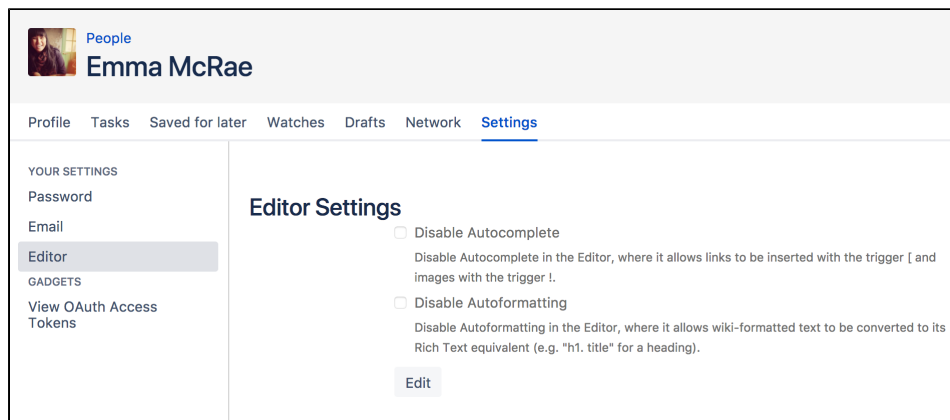 People
Emma McRae
Profile Tasks Saved for later Watches Drafts Network Settings
YOUR SETTINGS
Password
Email
Editor
GADGETS
View OAuth Access
Tokens
Editor Settings
Disable Autocomplete
Disable Autocomplete in the Editor, where it allows links to be inserted with the trigger [ and
images with the trigger !.
Disable Autoformatting
Disable Autoformatting in the Editor, where it allows wiki-formatted text to be converted to its
Rich Text equivalent (e.g. "h1. title" for a heading).
Edit